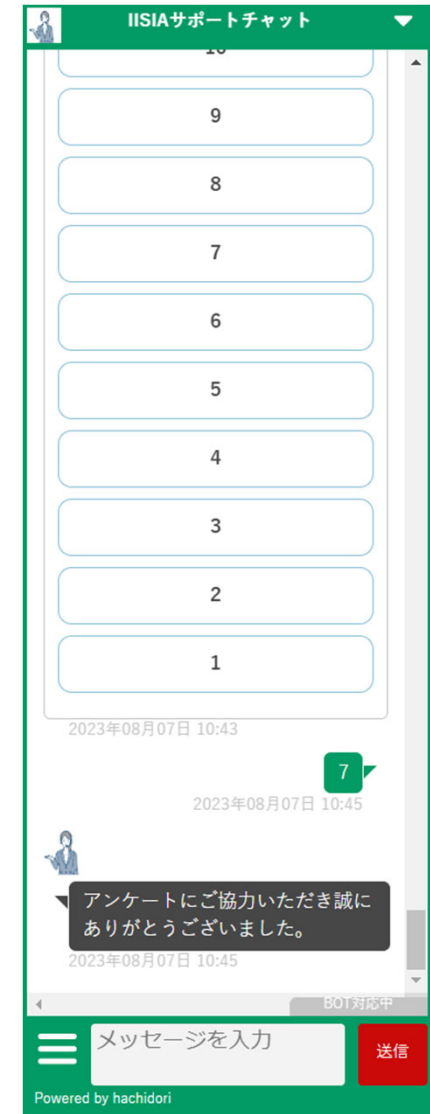 IISIAサポートチャット
10
9
8
7
6
5
4
3
2
1
2023年08月07日 10:43
7
2023年08月07日 10:45
アンケートにご協力いただき誠に
ありがとうございました。
2023年08月07日 10:45
BOT対応中
メッセージを入力
送信
Powered by hachidori